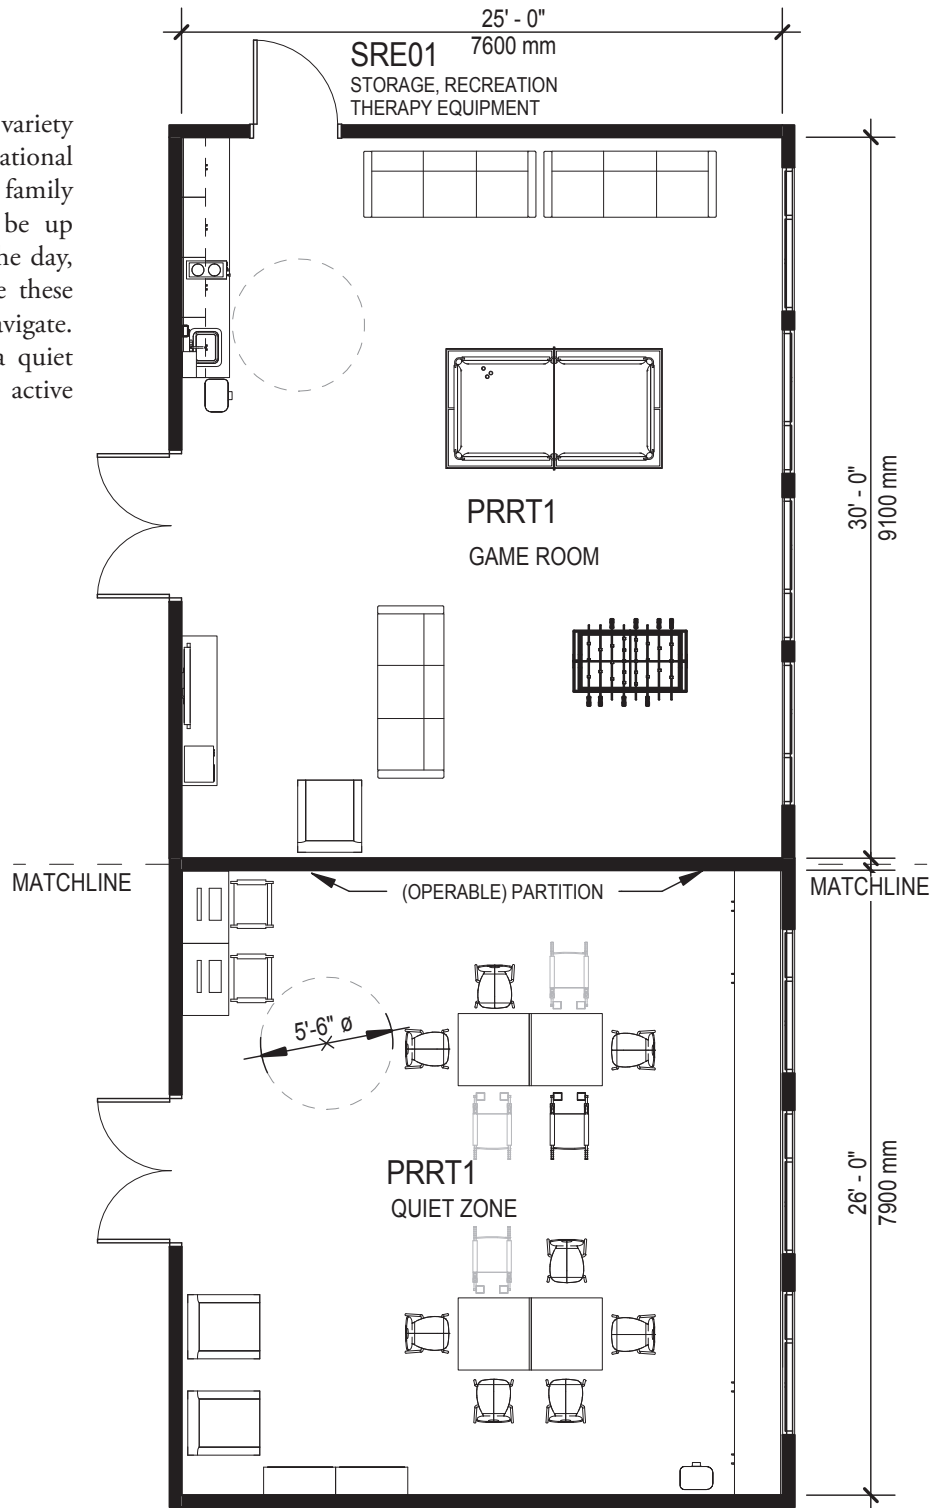 25' - 0"
7600 mm
SRE01
STORAGE, RECREATION
THERAPY EQUIPMENT
variety
ational
family
be up
ne day,
e these
avigate.
a quiet
active
30' - 0"
9100 mm
PRRT1
GAME ROOM
MATCHLINE
(OPERABLE) PARTITION
MATCHLINE
5'-6" ø
PRRT1
QUIET ZONE
26' - 0"
7900 mm